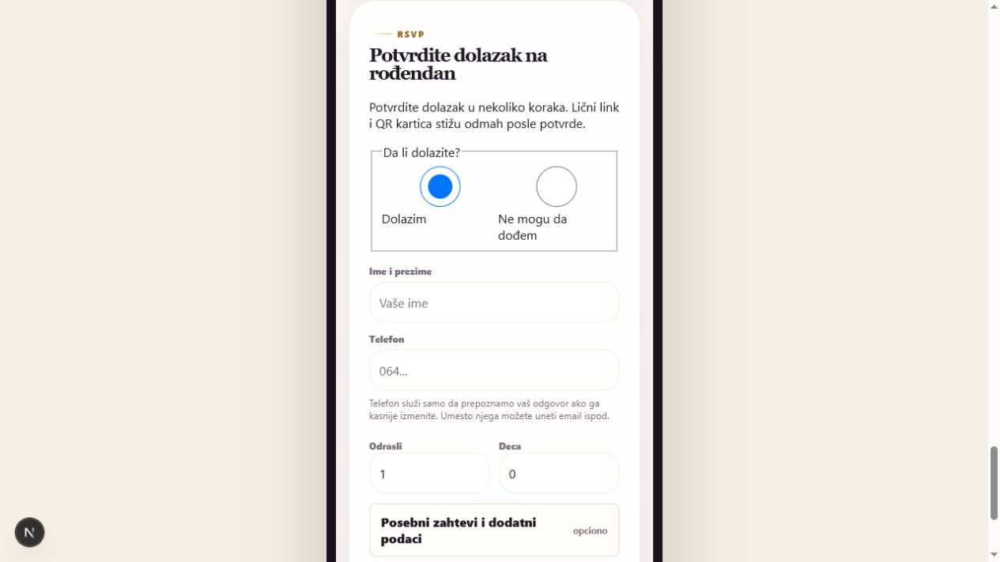 RSVP
Potvrdite dolazak na
rođendan
Potvrdite dolazak u nekoliko koraka. Lični link
i QR kartica stižu odmah posle potvrde.
Da li dolazite?
Dolazim
Ne mogu da
dođem
Ime i prezime
Vaše ime
Telefon
064...
Telefon služi samo da prepoznamo vaš odgovor ako ga
kasnije izmenite. Umesto njega možete uneti email ispod.
Odrasli
Deca
1
0
Posebni zahtevi i dodatni
podaci
opciono
N